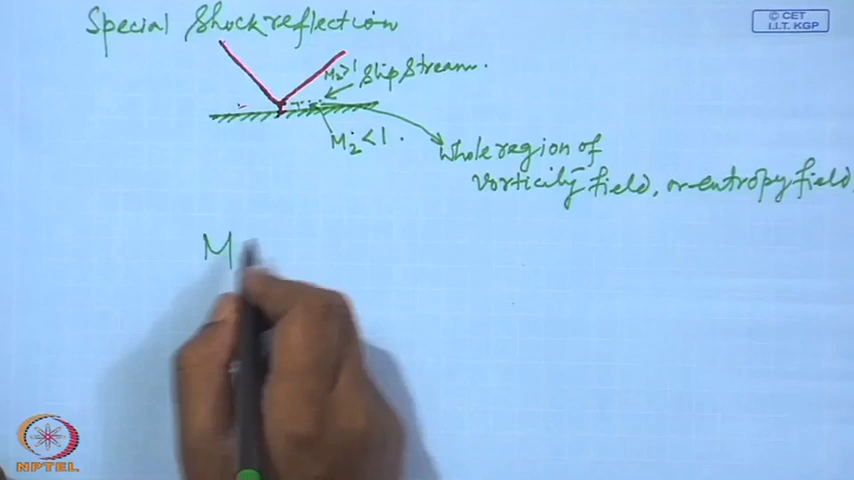 Special Shock reflection
© CET
I.I.T. KGP
M₂>1 Slip Stream.
M₂<1.
Whole region of
Vorticity field, or entropy field,
M
NPTEL